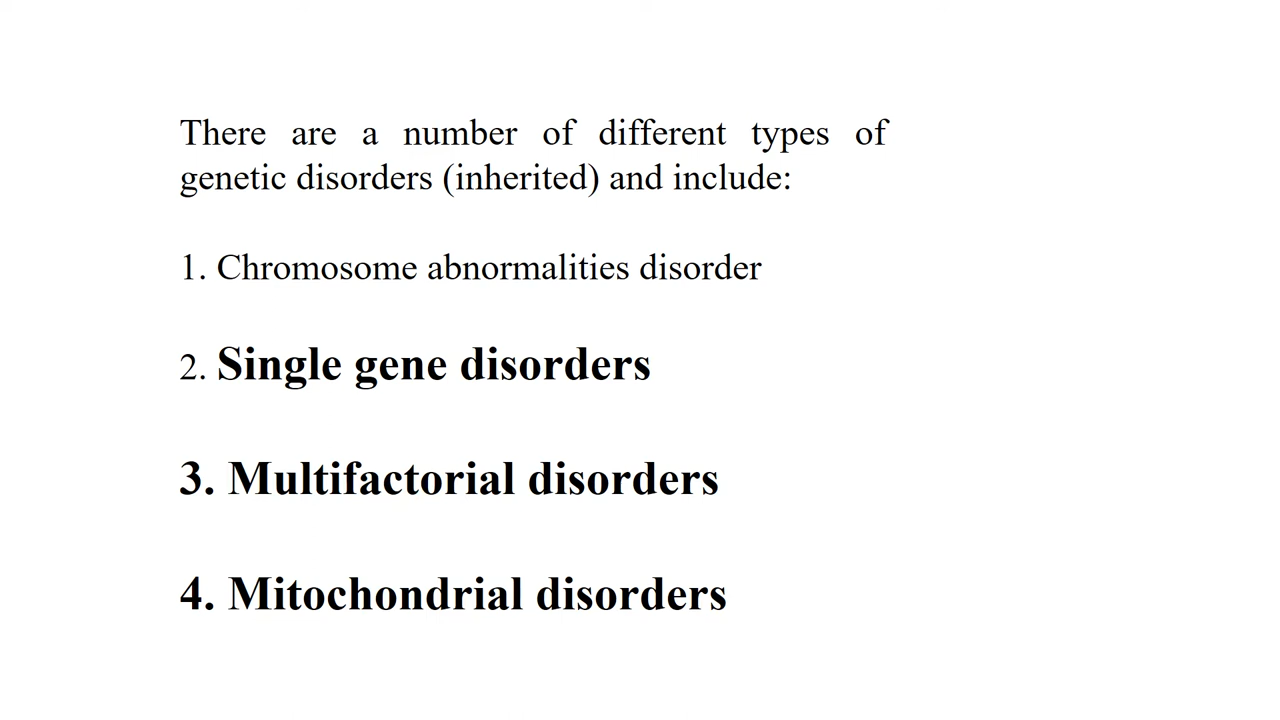 There are a number of different types of
genetic disorders (inherited) and include:
1. Chromosome abnormalities disorder
2. Single gene disorders
3. Multifactorial disorders
4. Mitochondrial disorders